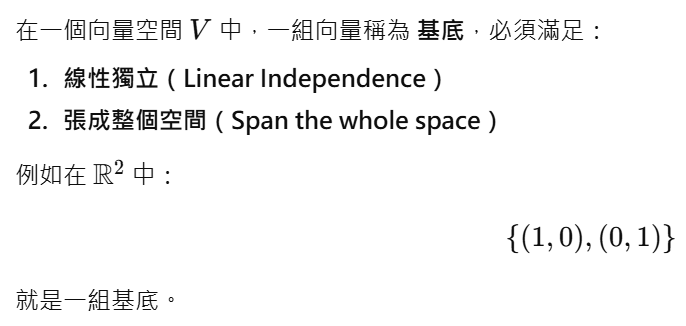 在一個向量空間 V 中，一組向量稱為 基底，必須滿足：
1. 線性獨立（Linear Independence）
2. 張成整個空間（Span the whole space）
例如在 ℝ² 中：
{(1, 0), (0, 1)}
就是一組基底。